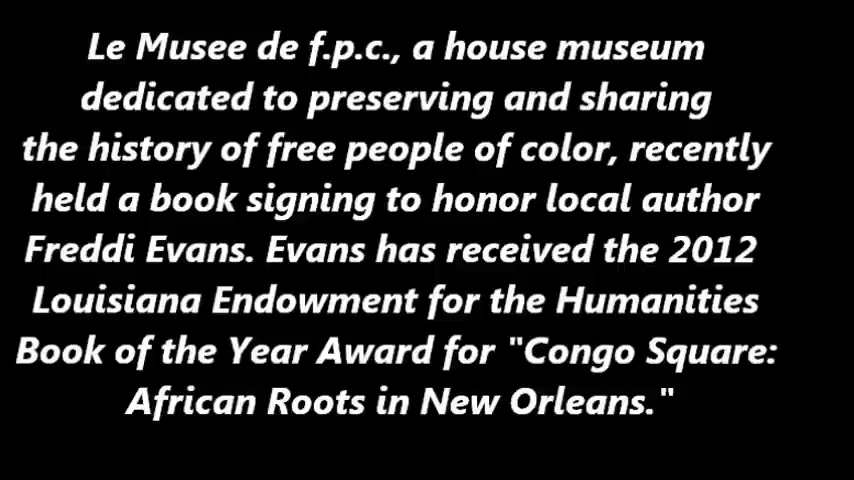 Le Musee de f.p.c., a house museum
dedicated to preserving and sharing
the history of free people of color, recently
held a book signing to honor local author
Freddi Evans. Evans has received the 2012
Louisiana Endowment for the Humanities
Book of the Year Award for "Congo Square:
African Roots in New Orleans."